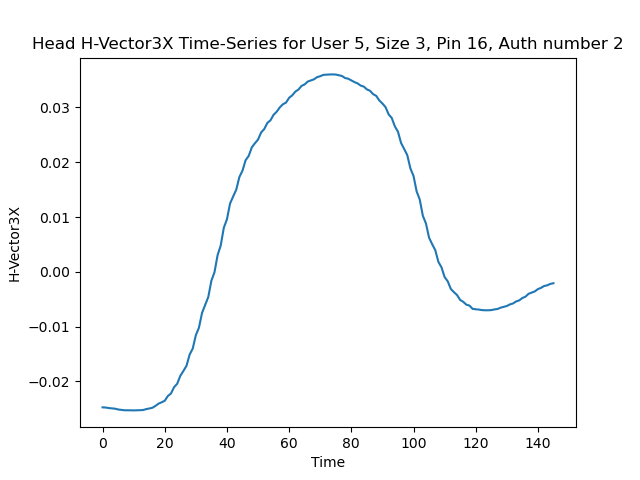 Head H-Vector3X Time-Series for User 5, Size 3, Pin 16, Auth number 2
H-Vector3X
0.03
0.02
0.01
0.00
−0.01
−0.02
0 20 40 60 80 100 120 140
Time